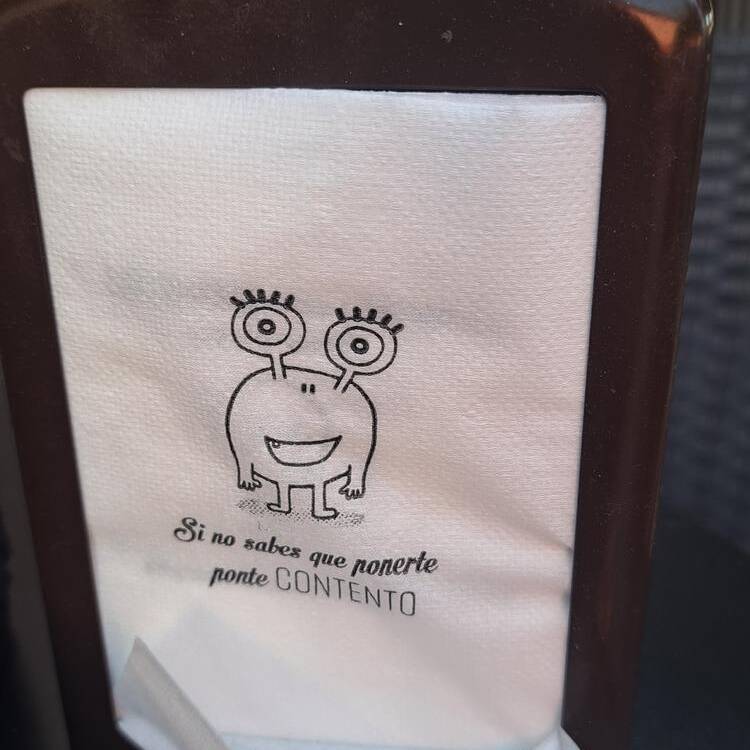 Si no sabes que ponerte
ponte CONTENTO